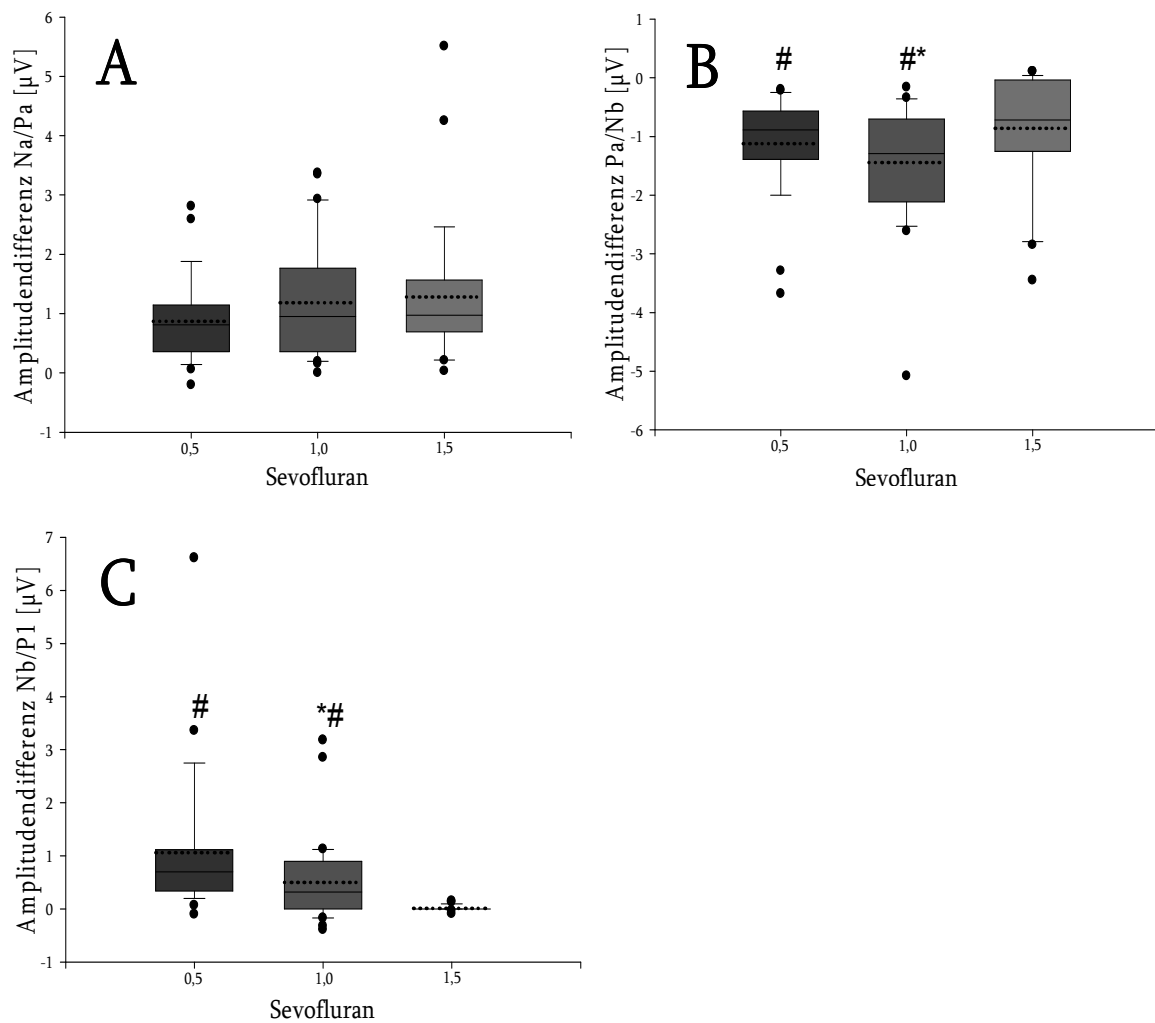 A
Amplitudendifferenz Na/Pa [µV]
6
5
4
3
2
1
0
-1
0,5 1,0 1,5
Sevofluran
B
# #*
Amplitudendifferenz Pa/Nb [µV]
1
0
-1
-2
-3
-4
-5
-6
0,5 1,0 1,5
Sevofluran
C
# *#
Amplitudendifferenz Nb/P1 [µV]
7
6
5
4
3
2
1
0
-1
0,5 1,0 1,5
Sevofluran